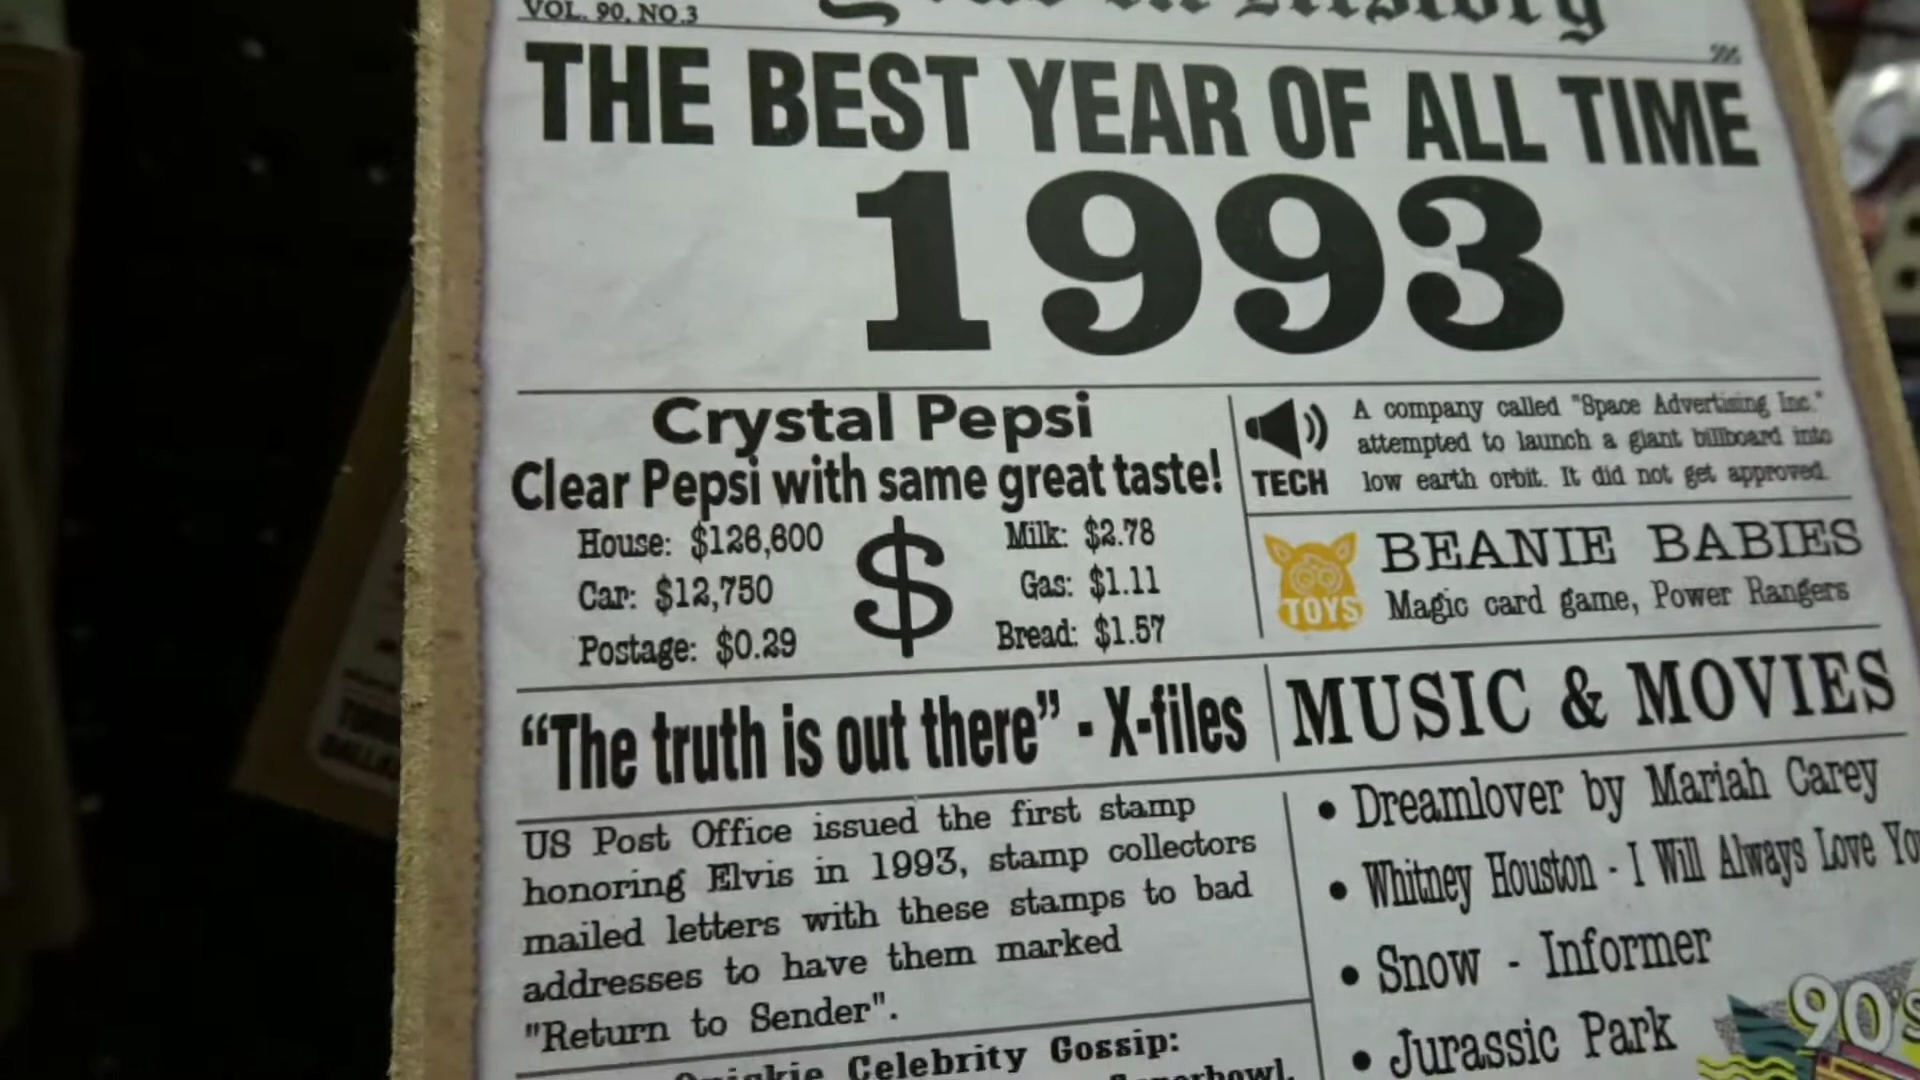 VOL. 90, NO.3
THE BEST YEAR OF ALL TIME
1993
Crystal Pepsi
Clear Pepsi with same great taste!
House: $126,600
Car: $12,750
Postage: $0.29
$
Milk: $2.78
Gas: $1.11
Bread: $1.57
TECH
A company called "Space Advertising Inc."
attempted to launch a giant billboard into
low earth orbit. It did not get approved.
TOYS
BEANIE BABIES
Magic card game, Power Rangers
"The truth is out there" - X-files
US Post Office issued the first stamp
honoring Elvis in 1993, stamp collectors
mailed letters with these stamps to bad
addresses to have them marked
"Return to Sender".
Celebrity Gossip:
MUSIC & MOVIES
• Dreamlover by Mariah Carey
• Whitney Houston - I Will Always Love You
• Snow - Informer
• Jurassic Park
90's